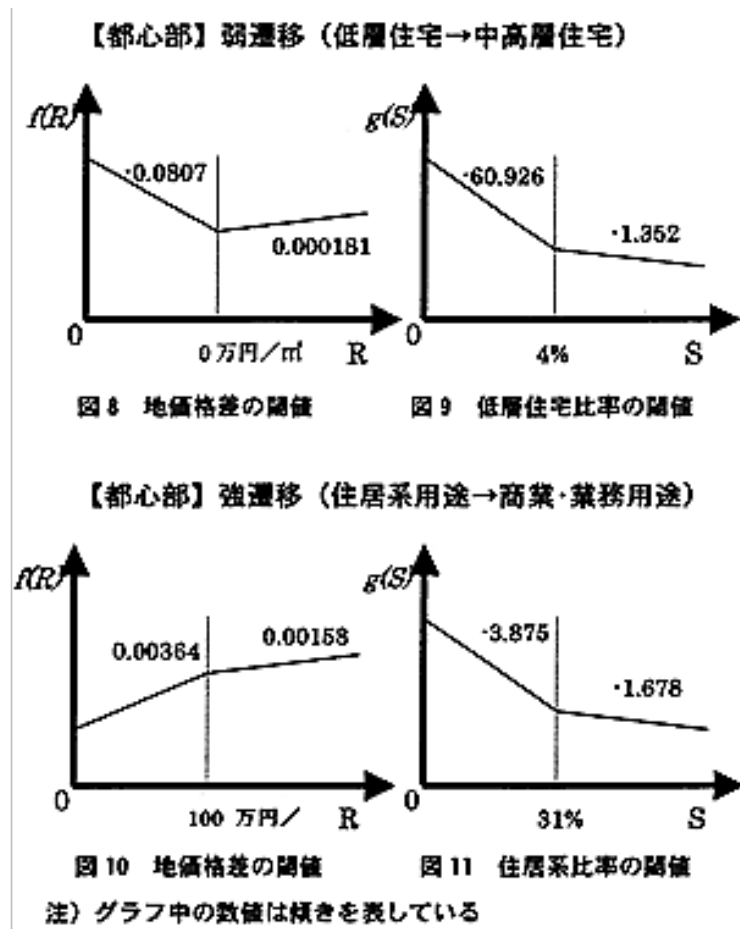 【都心部】弱遷移（低層住宅→中高層住宅）
f(R)
g(S)
-0.0807
-60.926
0.000181
-1.352
0
0万円／㎡
R
0
4%
S
図8 地価格差の閾値
図9 低層住宅比率の閾値
【都心部】強遷移（住居系用途→商業・業務用途）
f(R)
g(S)
0.00364
0.00158
-3.875
-1.678
0
100 万円／
R
0
31%
S
図10 地価格差の閾値
図11 住居系比率の閾値
注）グラフ中の数値は傾きを表している